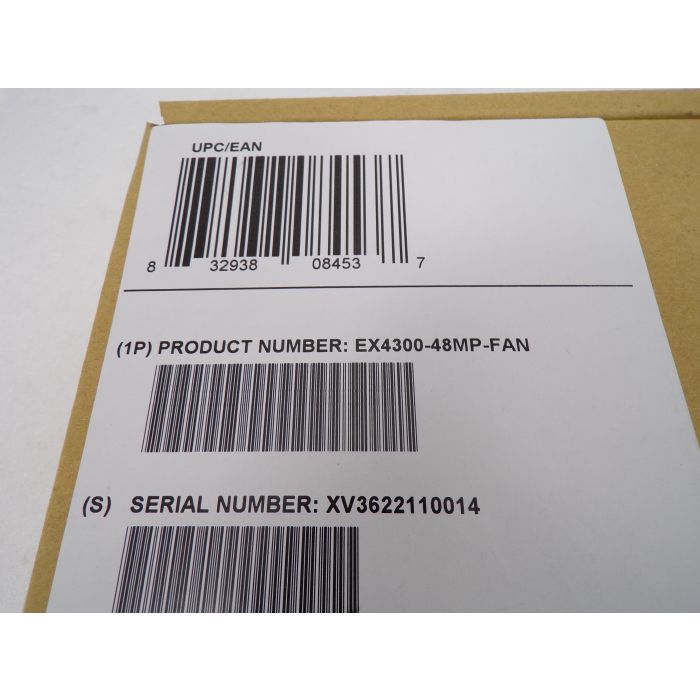 UPC/EAN
8 32938 08453 7
(1P) PRODUCT NUMBER: EX4300-48MP-FAN
(S) SERIAL NUMBER: XV3622110014